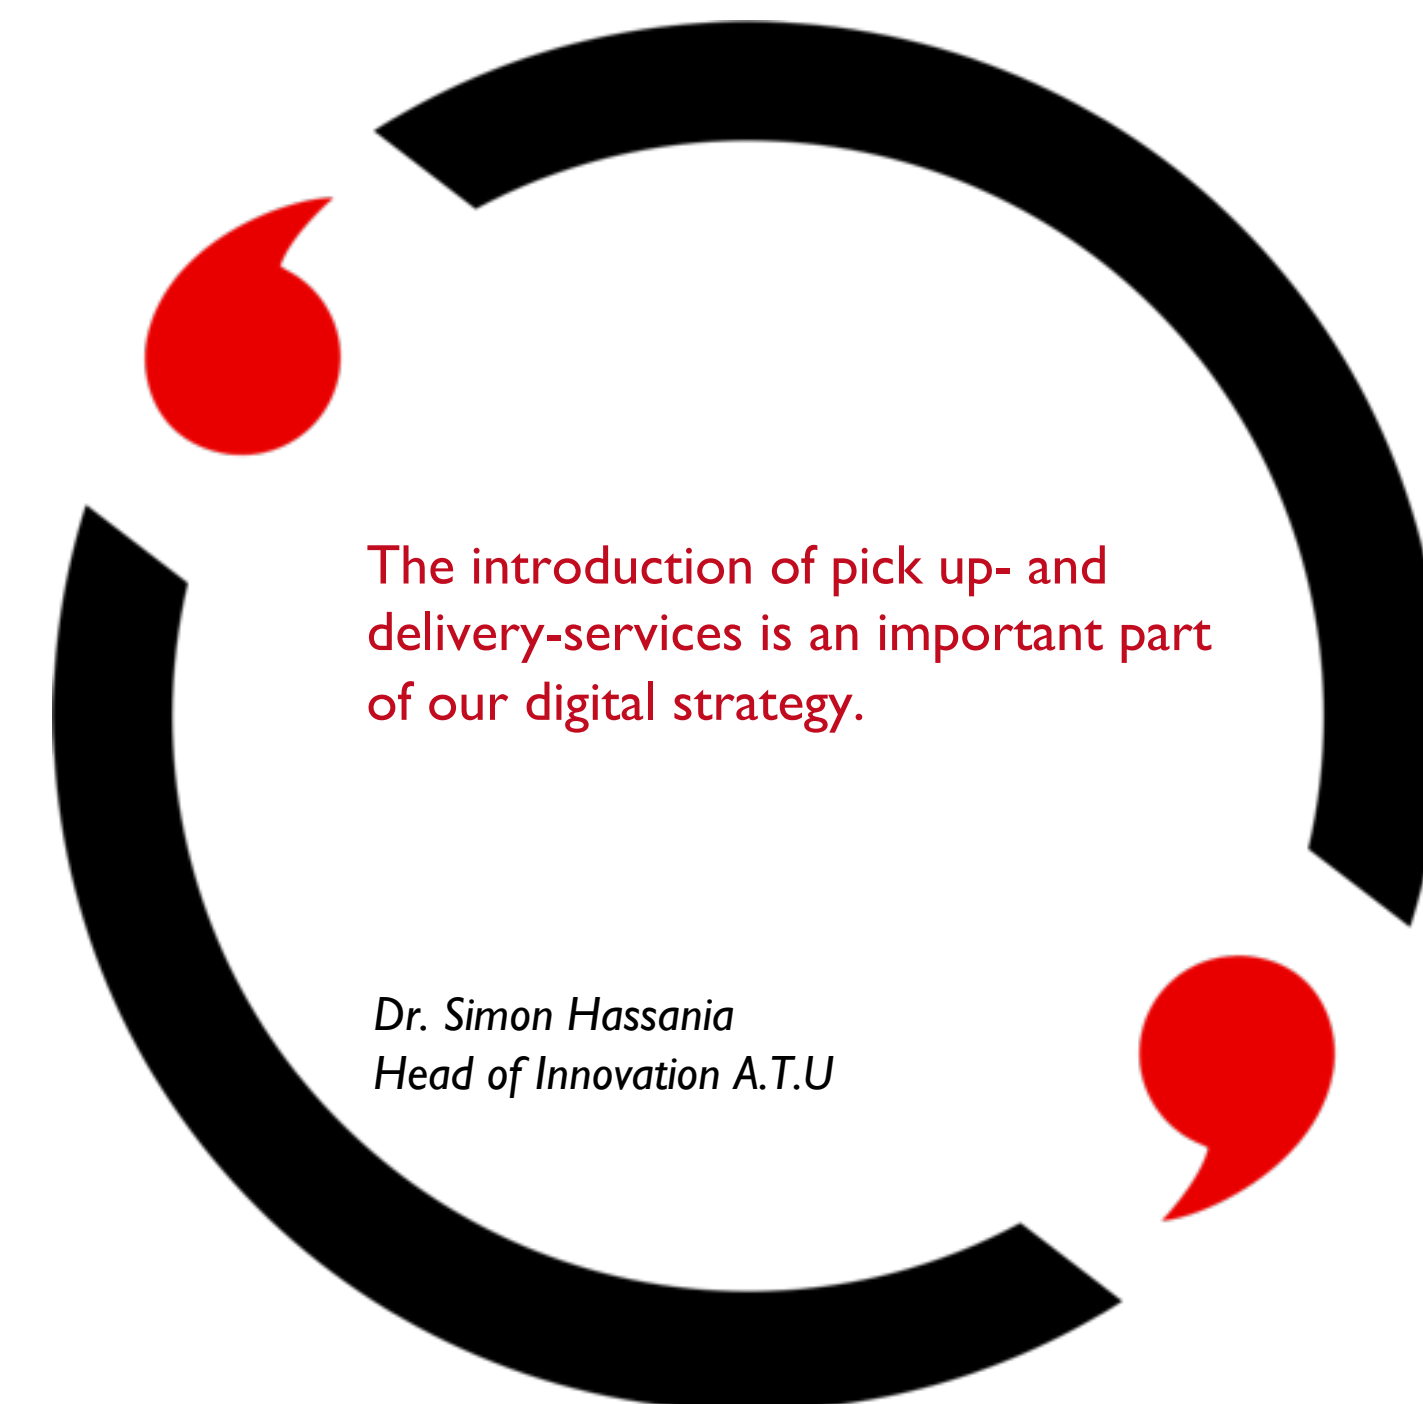 The introduction of pick up- and
delivery-services is an important part
of our digital strategy.
Dr. Simon Hassania
Head of Innovation A.T.U